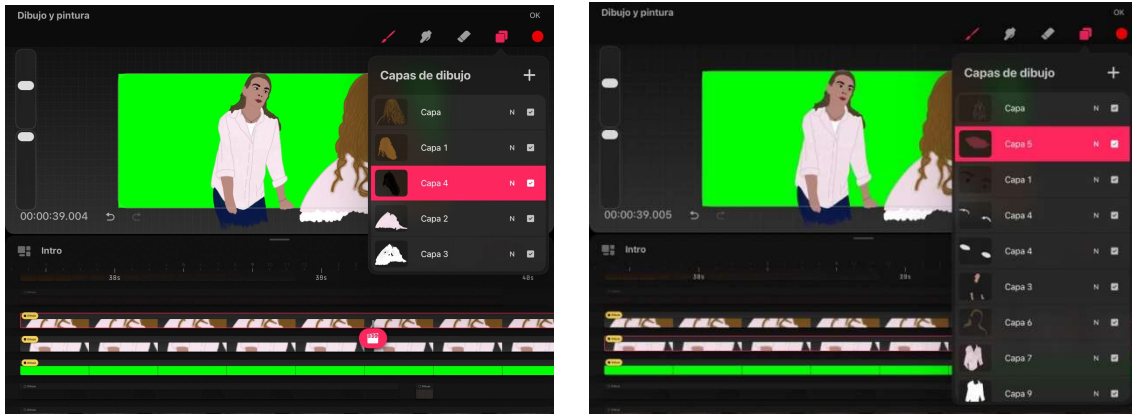 Dibujo y pintura
OK
Capas de dibujo
Capa N
Capa 1 N
Capa 4 N
Capa 2 N
Capa 3 N
00:00:39.004
Intro
38s 39s 40s
Dibujo y pintura
OK
Capas de dibujo
Capa N
Capa 5 N
Capa 1 N
Capa 4 N
Capa 4 N
Capa 3 N
Capa 6 N
Capa 7 N
Capa 9 N
00:00:39.005
Intro
38s 39s